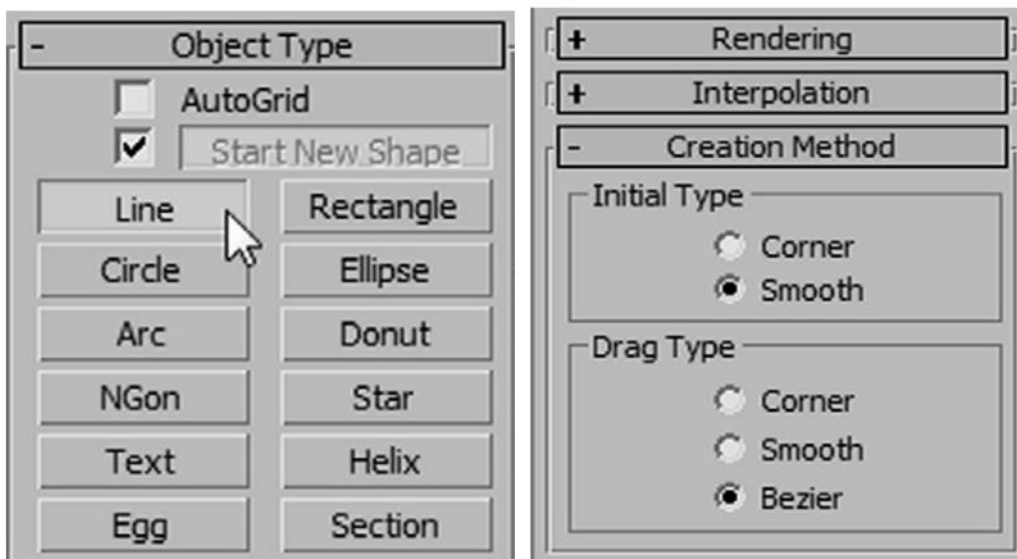 - Object Type
AutoGrid
Start New Shape
Line Rectangle
Circle Ellipse
Arc Donut
NGon Star
Text Helix
Egg Section
+ Rendering
+ Interpolation
- Creation Method
Initial Type
Corner
Smooth
Drag Type
Corner
Smooth
Bezier